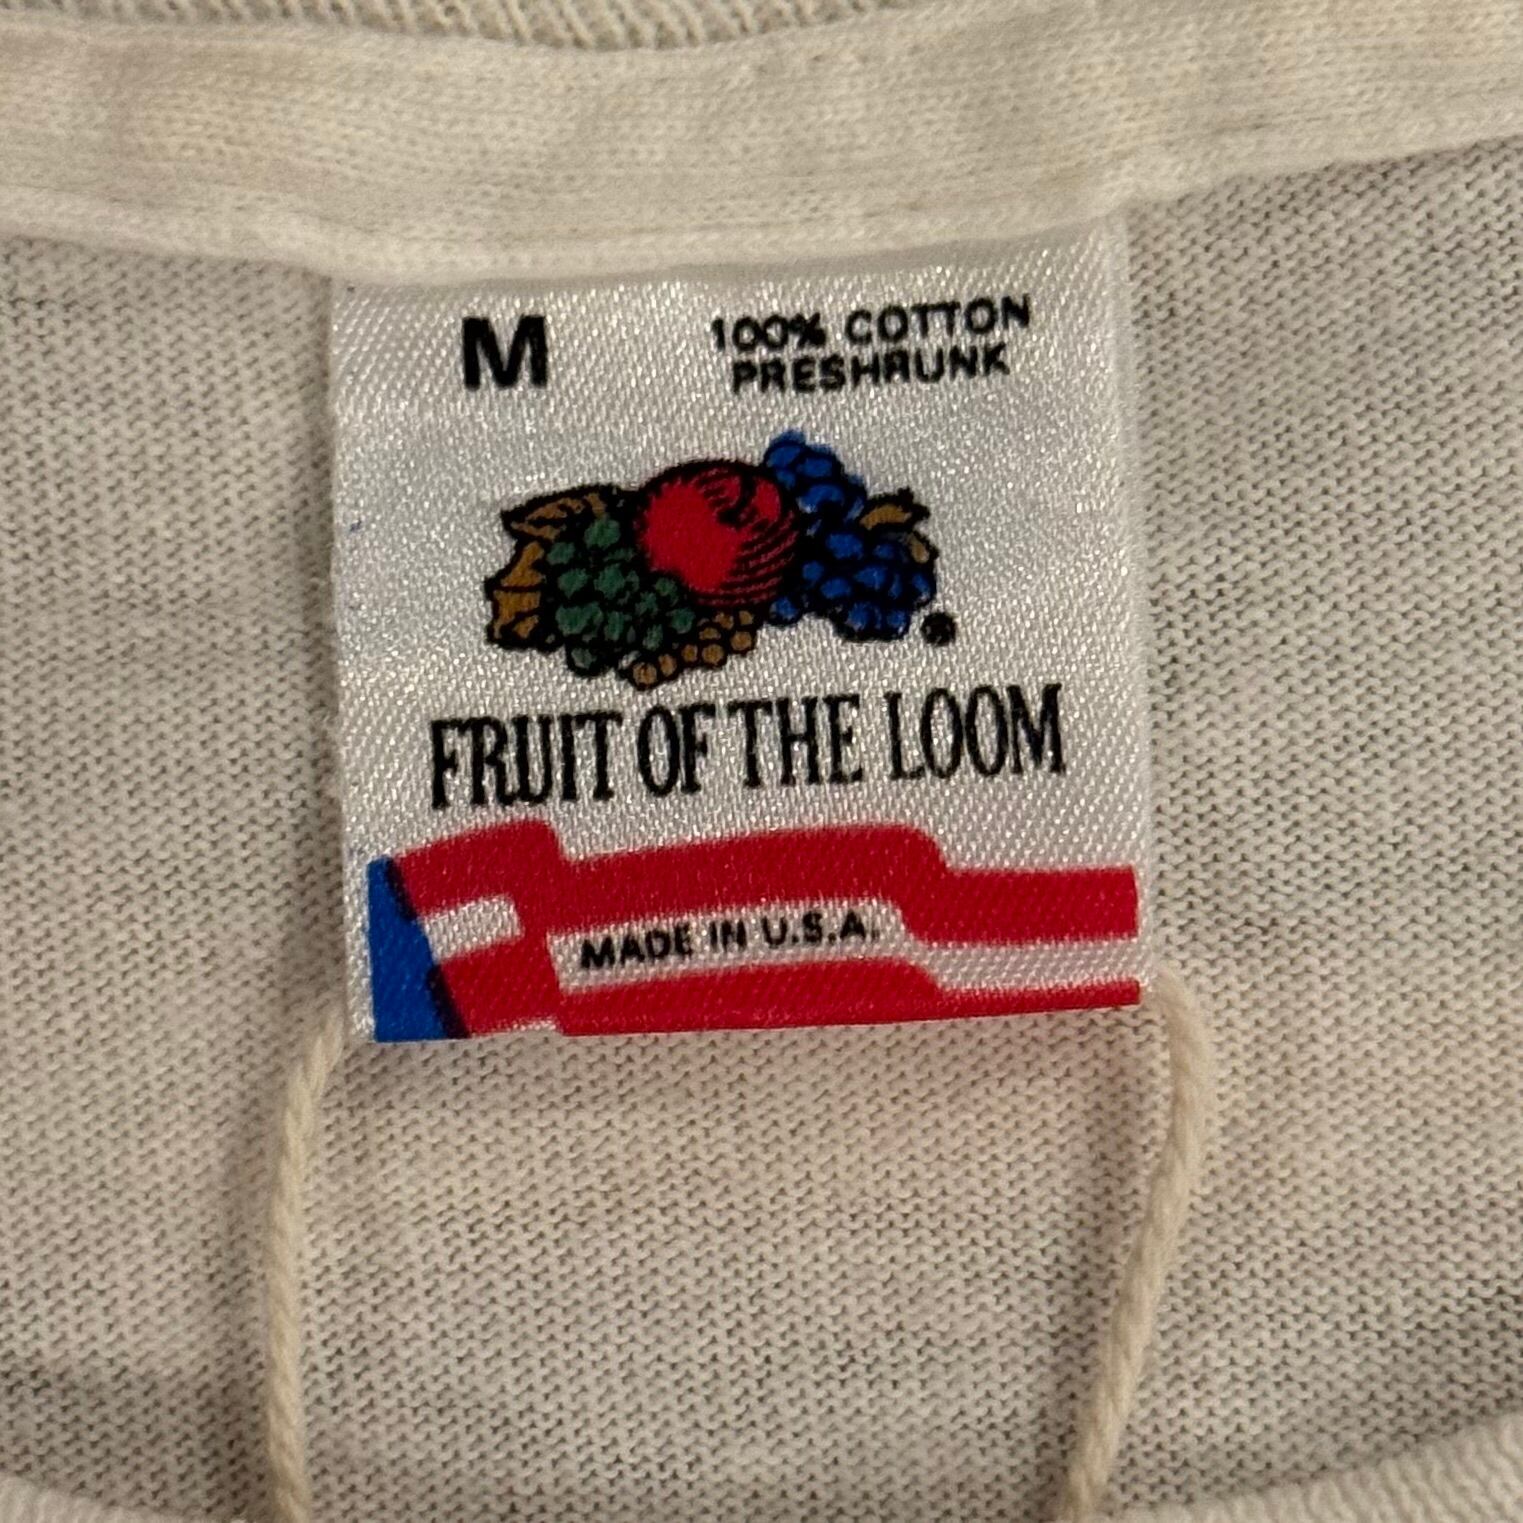 M
100% COTTON
PRESHRUNK
FRUIT OF THE LOOM
MADE IN U.S.A.